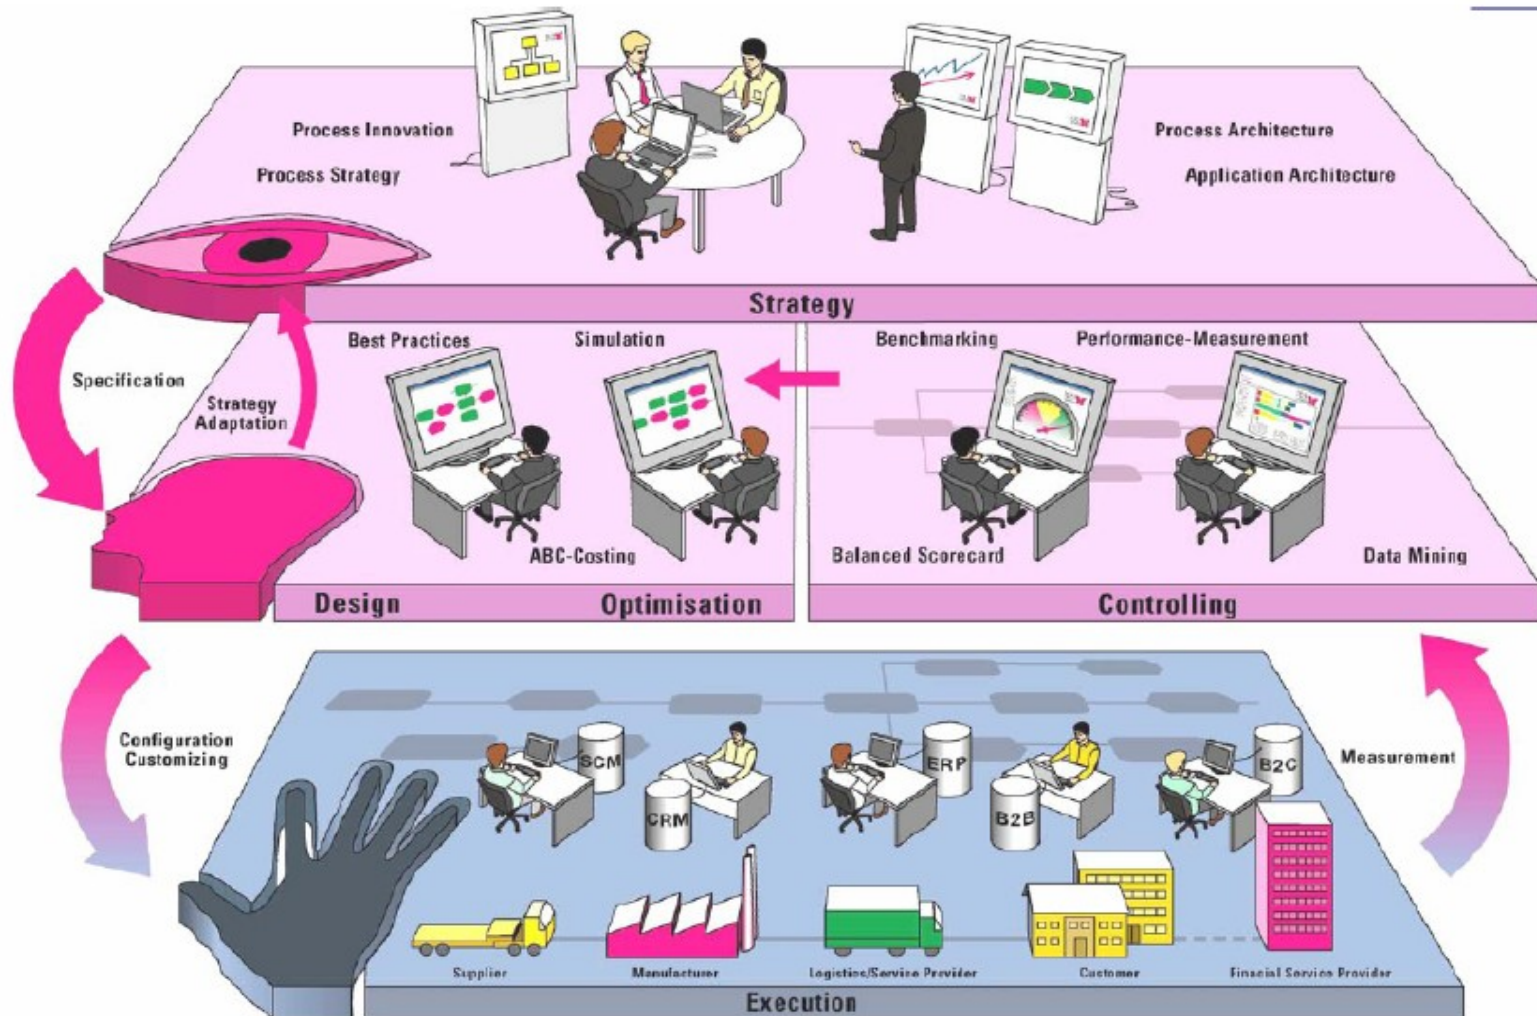 Process Innovation
Process Strategy
Process Architecture
Application Architecture
Strategy
Specification
Strategy
Adaptation
Best Practices
Simulation
Benchmarking
Performance-Measurement
ABC-Costing
Balanced Scorecard
Data Mining
Design
Optimisation
Controlling
Configuration
Customizing
Measurement
SCM
CRM
ERP
B2B
B2C
Supplier
Manufacturer
Logistics/Service Provider
Customer
Finacial Service Provider
Execution